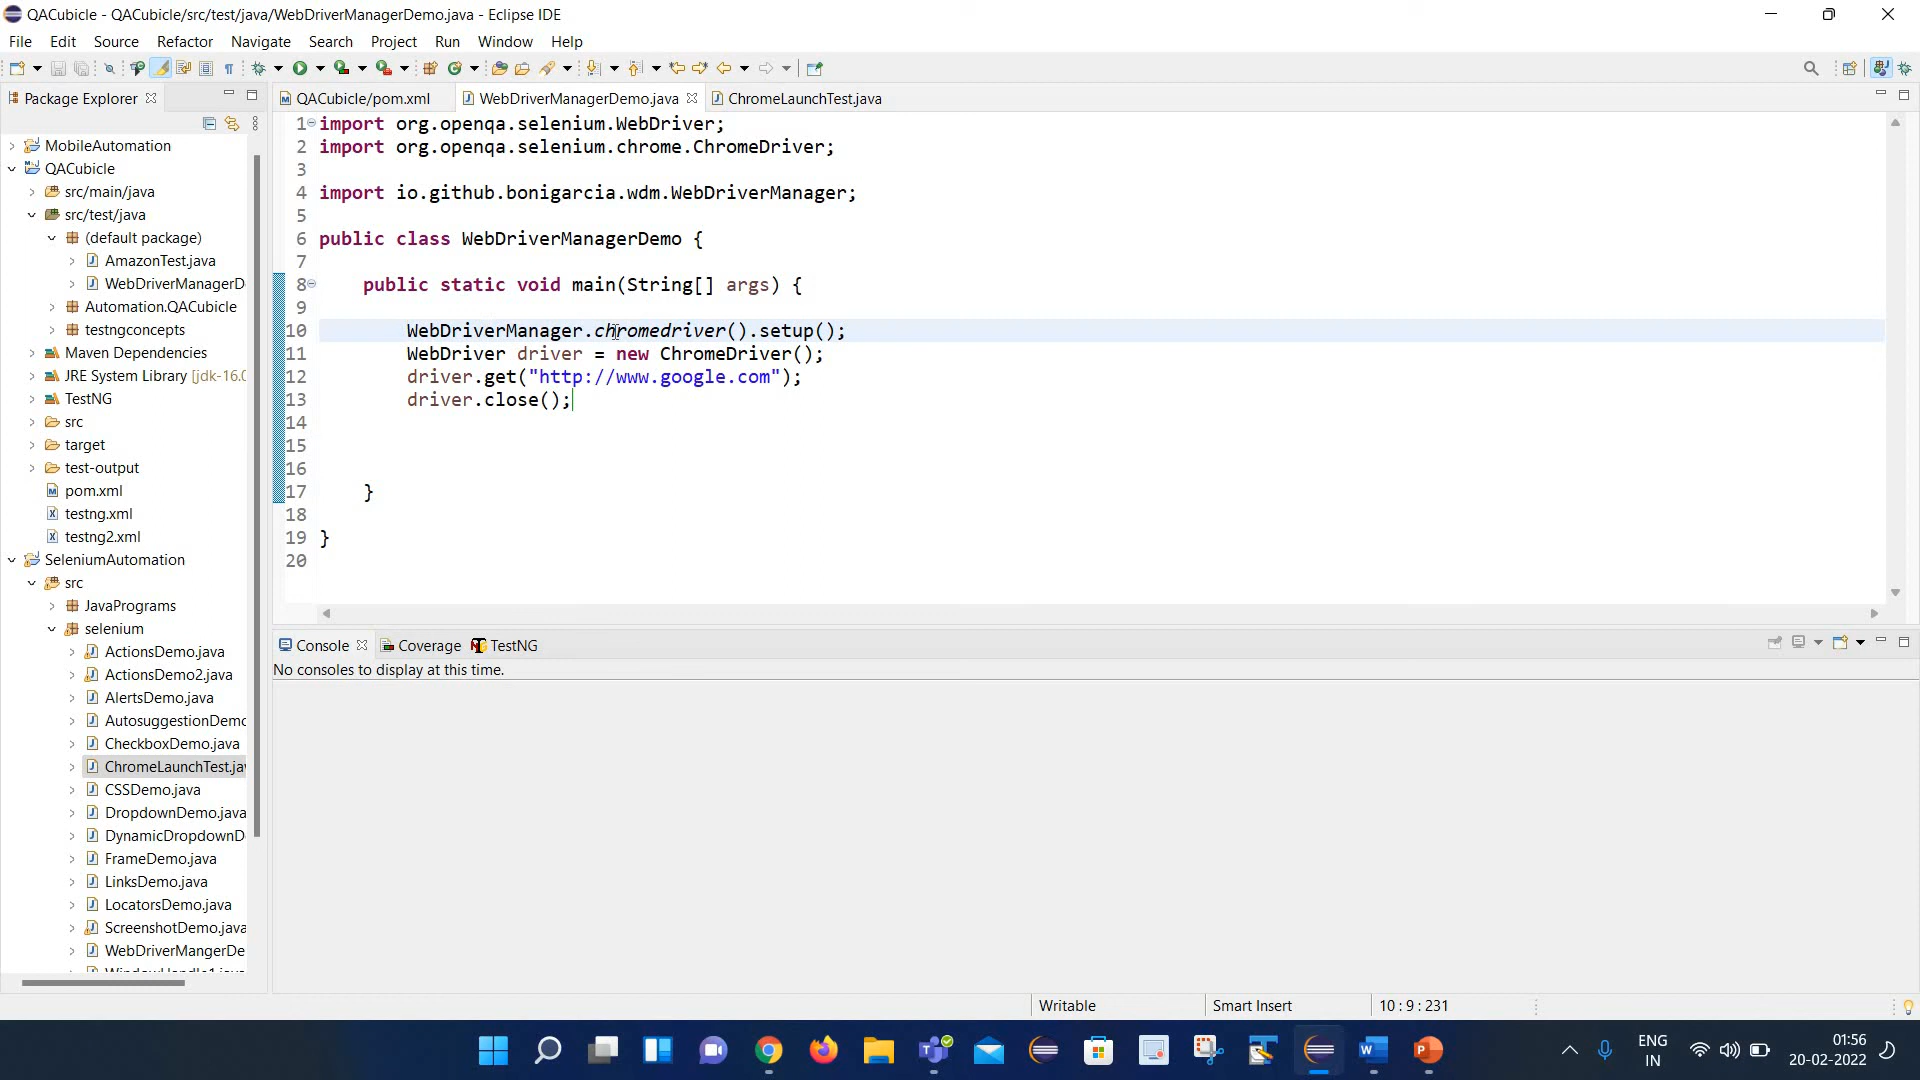 QACubicle - QACubicle/src/test/java/WebDriverManagerDemo.java - Eclipse IDE
File Edit Source Refactor Navigate Search Project Run Window Help
Package Explorer
MobileAutomation
QACubicle
src/main/java
src/test/java
(default package)
AmazonTest.java
WebDriverManagerD
Automation.QACubicle
testngconcepts
Maven Dependencies
JRE System Library [jdk-16.0
TestNG
src
target
test-output
pom.xml
testng.xml
testng2.xml
SeleniumAutomation
src
JavaPrograms
selenium
ActionsDemo.java
ActionsDemo2.java
AlertsDemo.java
AutosuggestionDemo
CheckboxDemo.java
ChromeLaunchTest.jav
CSSDemo.java
DropdownDemo.java
DynamicDropdownD
FrameDemo.java
LinksDemo.java
LocatorsDemo.java
ScreenshotDemo.java
WebDriverMangerDe
WindowHandle1.java
QACubicle/pom.xml WebDriverManagerDemo.java ChromeLaunchTest.java
1 import org.openqa.selenium.WebDriver;
2 import org.openqa.selenium.chrome.ChromeDriver;
3
4 import io.github.bonigarcia.wdm.WebDriverManager;
5
6 public class WebDriverManagerDemo {
7
8 public static void main(String[] args) {
9
10 WebDriverManager.chromedriver().setup();
11 WebDriver driver = new ChromeDriver();
12 driver.get("http://www.google.com");
13 driver.close();
14
15
16
17 }
18
19 }
20
Console Coverage TestNG
No consoles to display at this time.
Writable Smart Insert 10 : 9 : 231
ENG
IN
01:56
20-02-2022